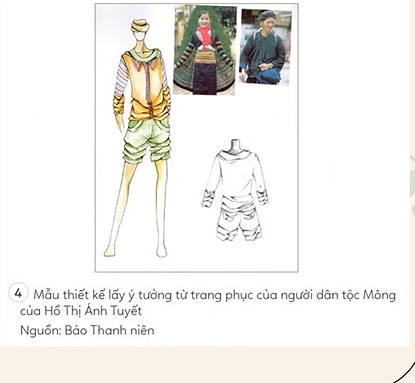 4 Mẫu thiết kế lấy ý tưởng từ trang phục của người dân tộc Mông
của Hồ Thị Ánh Tuyết
Nguồn: Báo Thanh niên